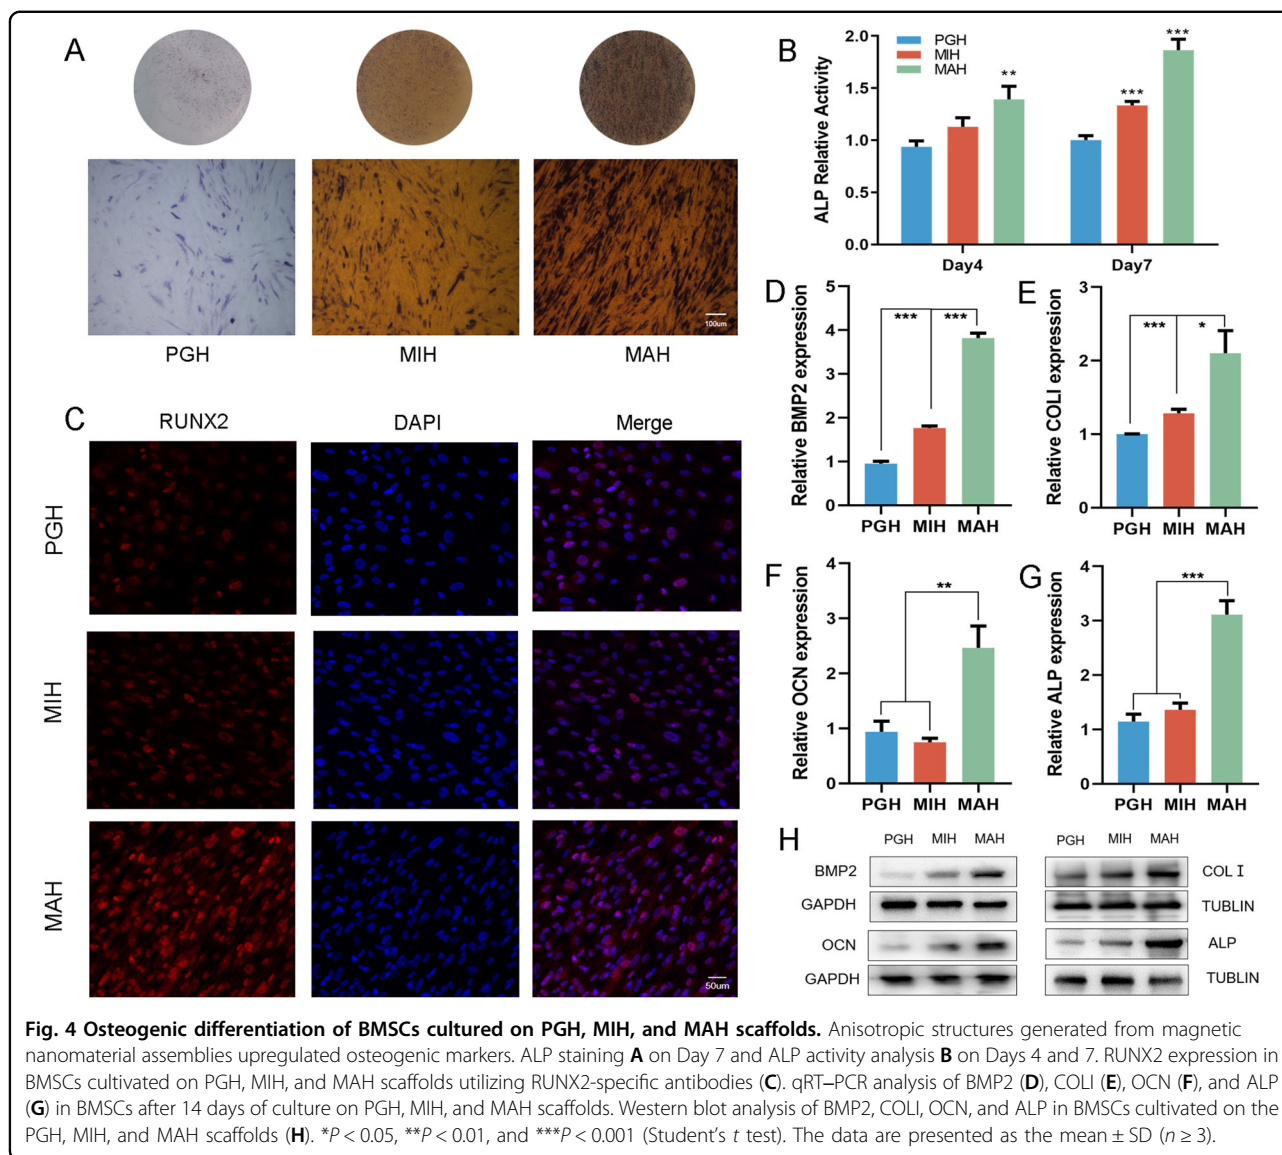 A
100um
PGH MIH MAH
B
PGH
MIH
MAH
ALP Relative Activity
2.0
1.5
1.0
0.5
0.0
** *** ***
Day4 Day7
C
RUNX2 DAPI Merge
PGH
MIH
MAH
50um
D
Relative BMP2 expression
5
4
3
2
1
0
*** ***
PGH MIH MAH
E
Relative COLI expression
3
2
1
0
*** *
PGH MIH MAH
F
Relative OCN expression
4
3
2
1
0
**
PGH MIH MAH
G
Relative ALP expression
4
3
2
1
0
***
PGH MIH MAH
H
PGH MIH MAH
BMP2
GAPDH
OCN
GAPDH
PGH MIH MAH
COL I
TUBLIN
ALP
TUBLIN
Fig. 4 Osteogenic differentiation of BMSCs cultured on PGH, MIH, and MAH scaffolds. Anisotropic structures generated from magnetic
nanomaterial assemblies upregulated osteogenic markers. ALP staining A on Day 7 and ALP activity analysis B on Days 4 and 7. RUNX2 expression in
BMSCs cultivated on PGH, MIH, and MAH scaffolds utilizing RUNX2-specific antibodies (C). qRT–PCR analysis of BMP2 (D), COLI (E), OCN (F), and ALP
(G) in BMSCs after 14 days of culture on PGH, MIH, and MAH scaffolds. Western blot analysis of BMP2, COLI, OCN, and ALP in BMSCs cultivated on the
PGH, MIH, and MAH scaffolds (H). *P < 0.05, **P < 0.01, and ***P < 0.001 (Student's t test). The data are presented as the mean ± SD (n ≥ 3).